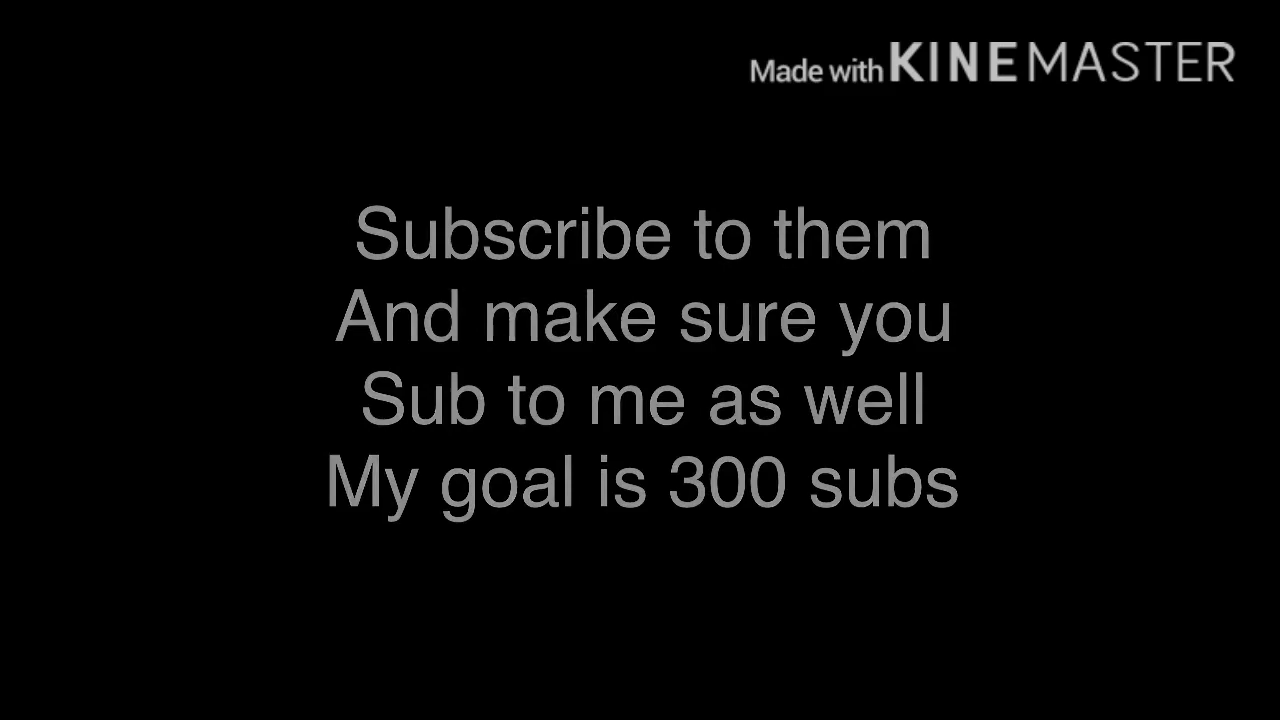 Made with KINEMASTER
Subscribe to them
And make sure you
Sub to me as well
My goal is 300 subs